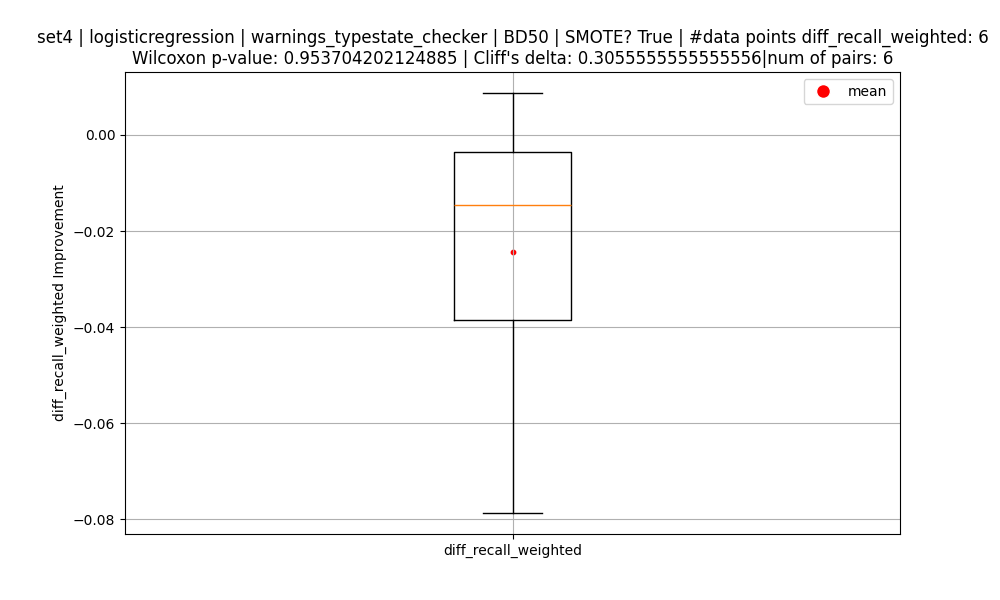 set4 | logisticregression | warnings_typestate_checker | BD50 | SMOTE? True | #data points diff_recall_weighted: 6
Wilcoxon p-value: 0.953704202124885 | Cliff's delta: 0.3055555555555556|num of pairs: 6
mean
0.00
−0.02
−0.04
−0.06
−0.08
diff_recall_weighted Improvement
diff_recall_weighted